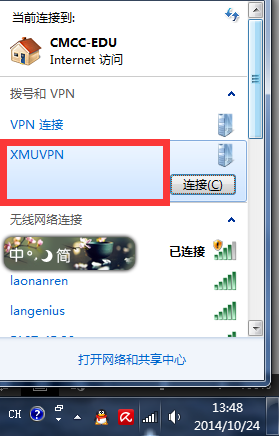 当前连接到:
CMCC-EDU
Internet 访问
拨号和 VPN
VPN 连接
XMUVPN
连接(C)
无线网络连接
中 简
已连接
laonanren
langenius
打开网络和共享中心
CH
13:48
2014/10/24